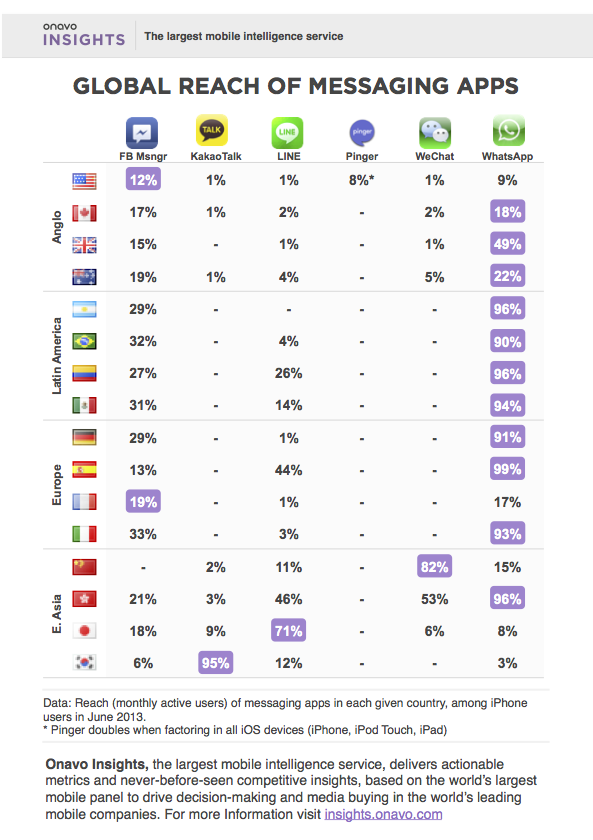 onavo
INSIGHTS
The largest mobile intelligence service
GLOBAL REACH OF MESSAGING APPS
TALK LINE pinger
FB Msngr KakaoTalk LINE Pinger WeChat WhatsApp
Anglo
12% 1% 1% 8%* 1% 9%
17% 1% 2% - 2% 18%
15% - 1% - 1% 49%
19% 1% 4% - 5% 22%
Latin America
29% - - - - 96%
32% - 4% - - 90%
27% - 26% - - 96%
31% - 14% - - 94%
Europe
29% - 1% - - 91%
13% - 44% - - 99%
19% - 1% - - 17%
33% - 3% - - 93%
E. Asia
- 2% 11% - 82% 15%
21% 3% 46% - 53% 96%
18% 9% 71% - 6% 8%
6% 95% 12% - - 3%
Data: Reach (monthly active users) of messaging apps in each given country, among iPhone
users in June 2013.
* Pinger doubles when factoring in all iOS devices (iPhone, iPod Touch, iPad)
Onavo Insights, the largest mobile intelligence service, delivers actionable
metrics and never-before-seen competitive insights, based on the world's largest
mobile panel to drive decision-making and media buying in the world's leading
mobile companies. For more Information visit insights.onavo.com